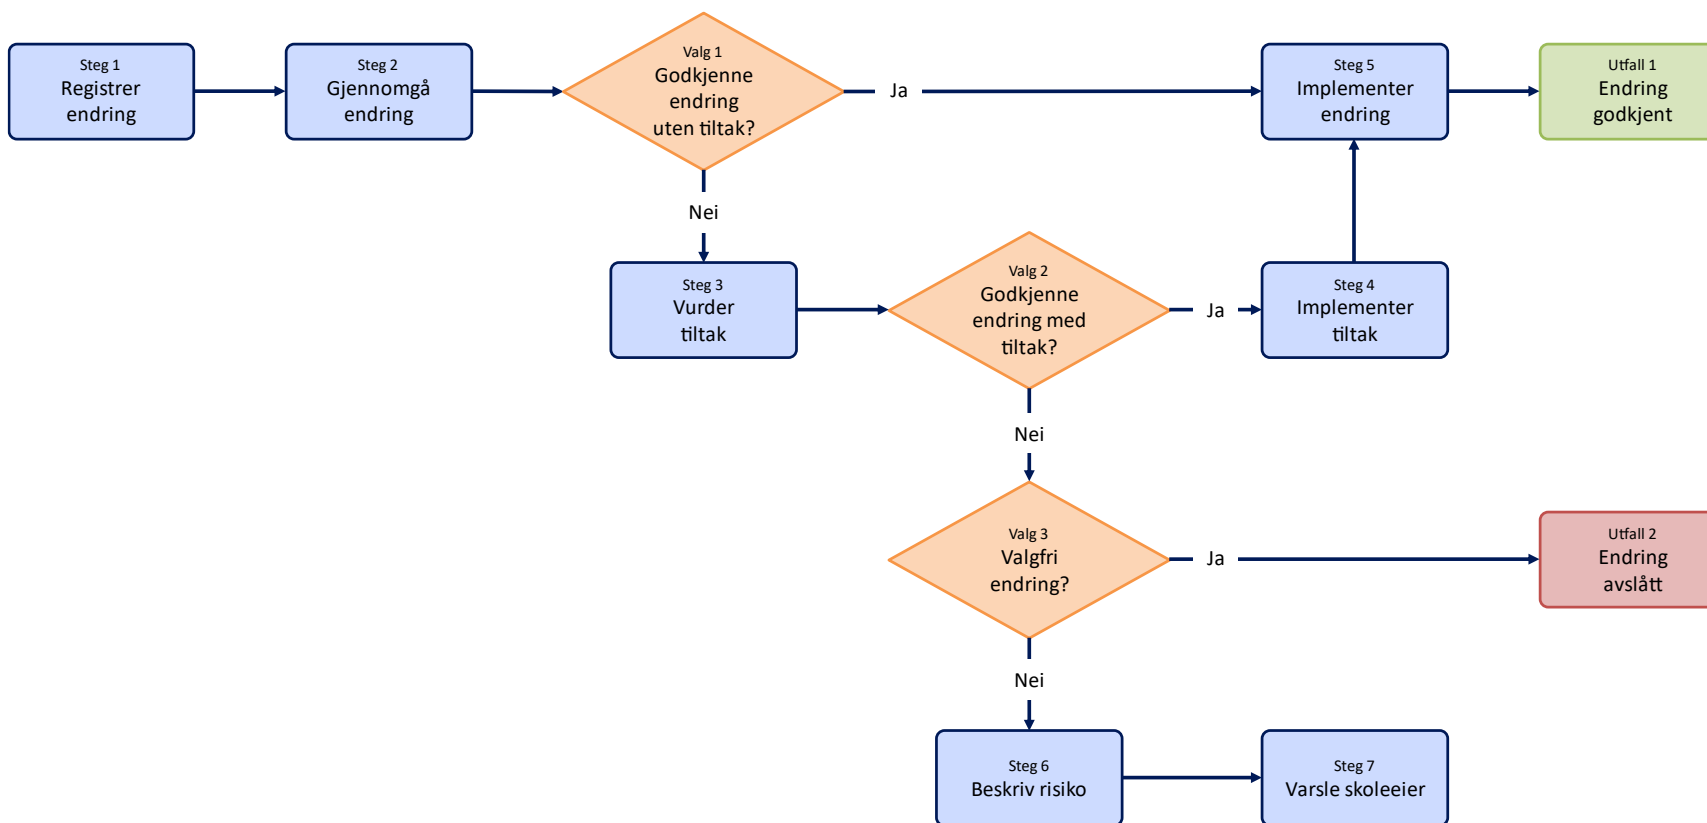 Steg 1
Registrer
endring
Steg 2
Gjennomgå
endring
Valg 1
Godkjenne
endring
uten tiltak?
Ja
Steg 5
Implementer
endring
Utfall 1
Endring
godkjent
Nei
Steg 3
Vurder
tiltak
Valg 2
Godkjenne
endring med
tiltak?
Ja
Steg 4
Implementer
tiltak
Nei
Valg 3
Valgfri
endring?
Ja
Utfall 2
Endring
avslått
Nei
Steg 6
Beskriv risiko
Steg 7
Varsle skoleeier